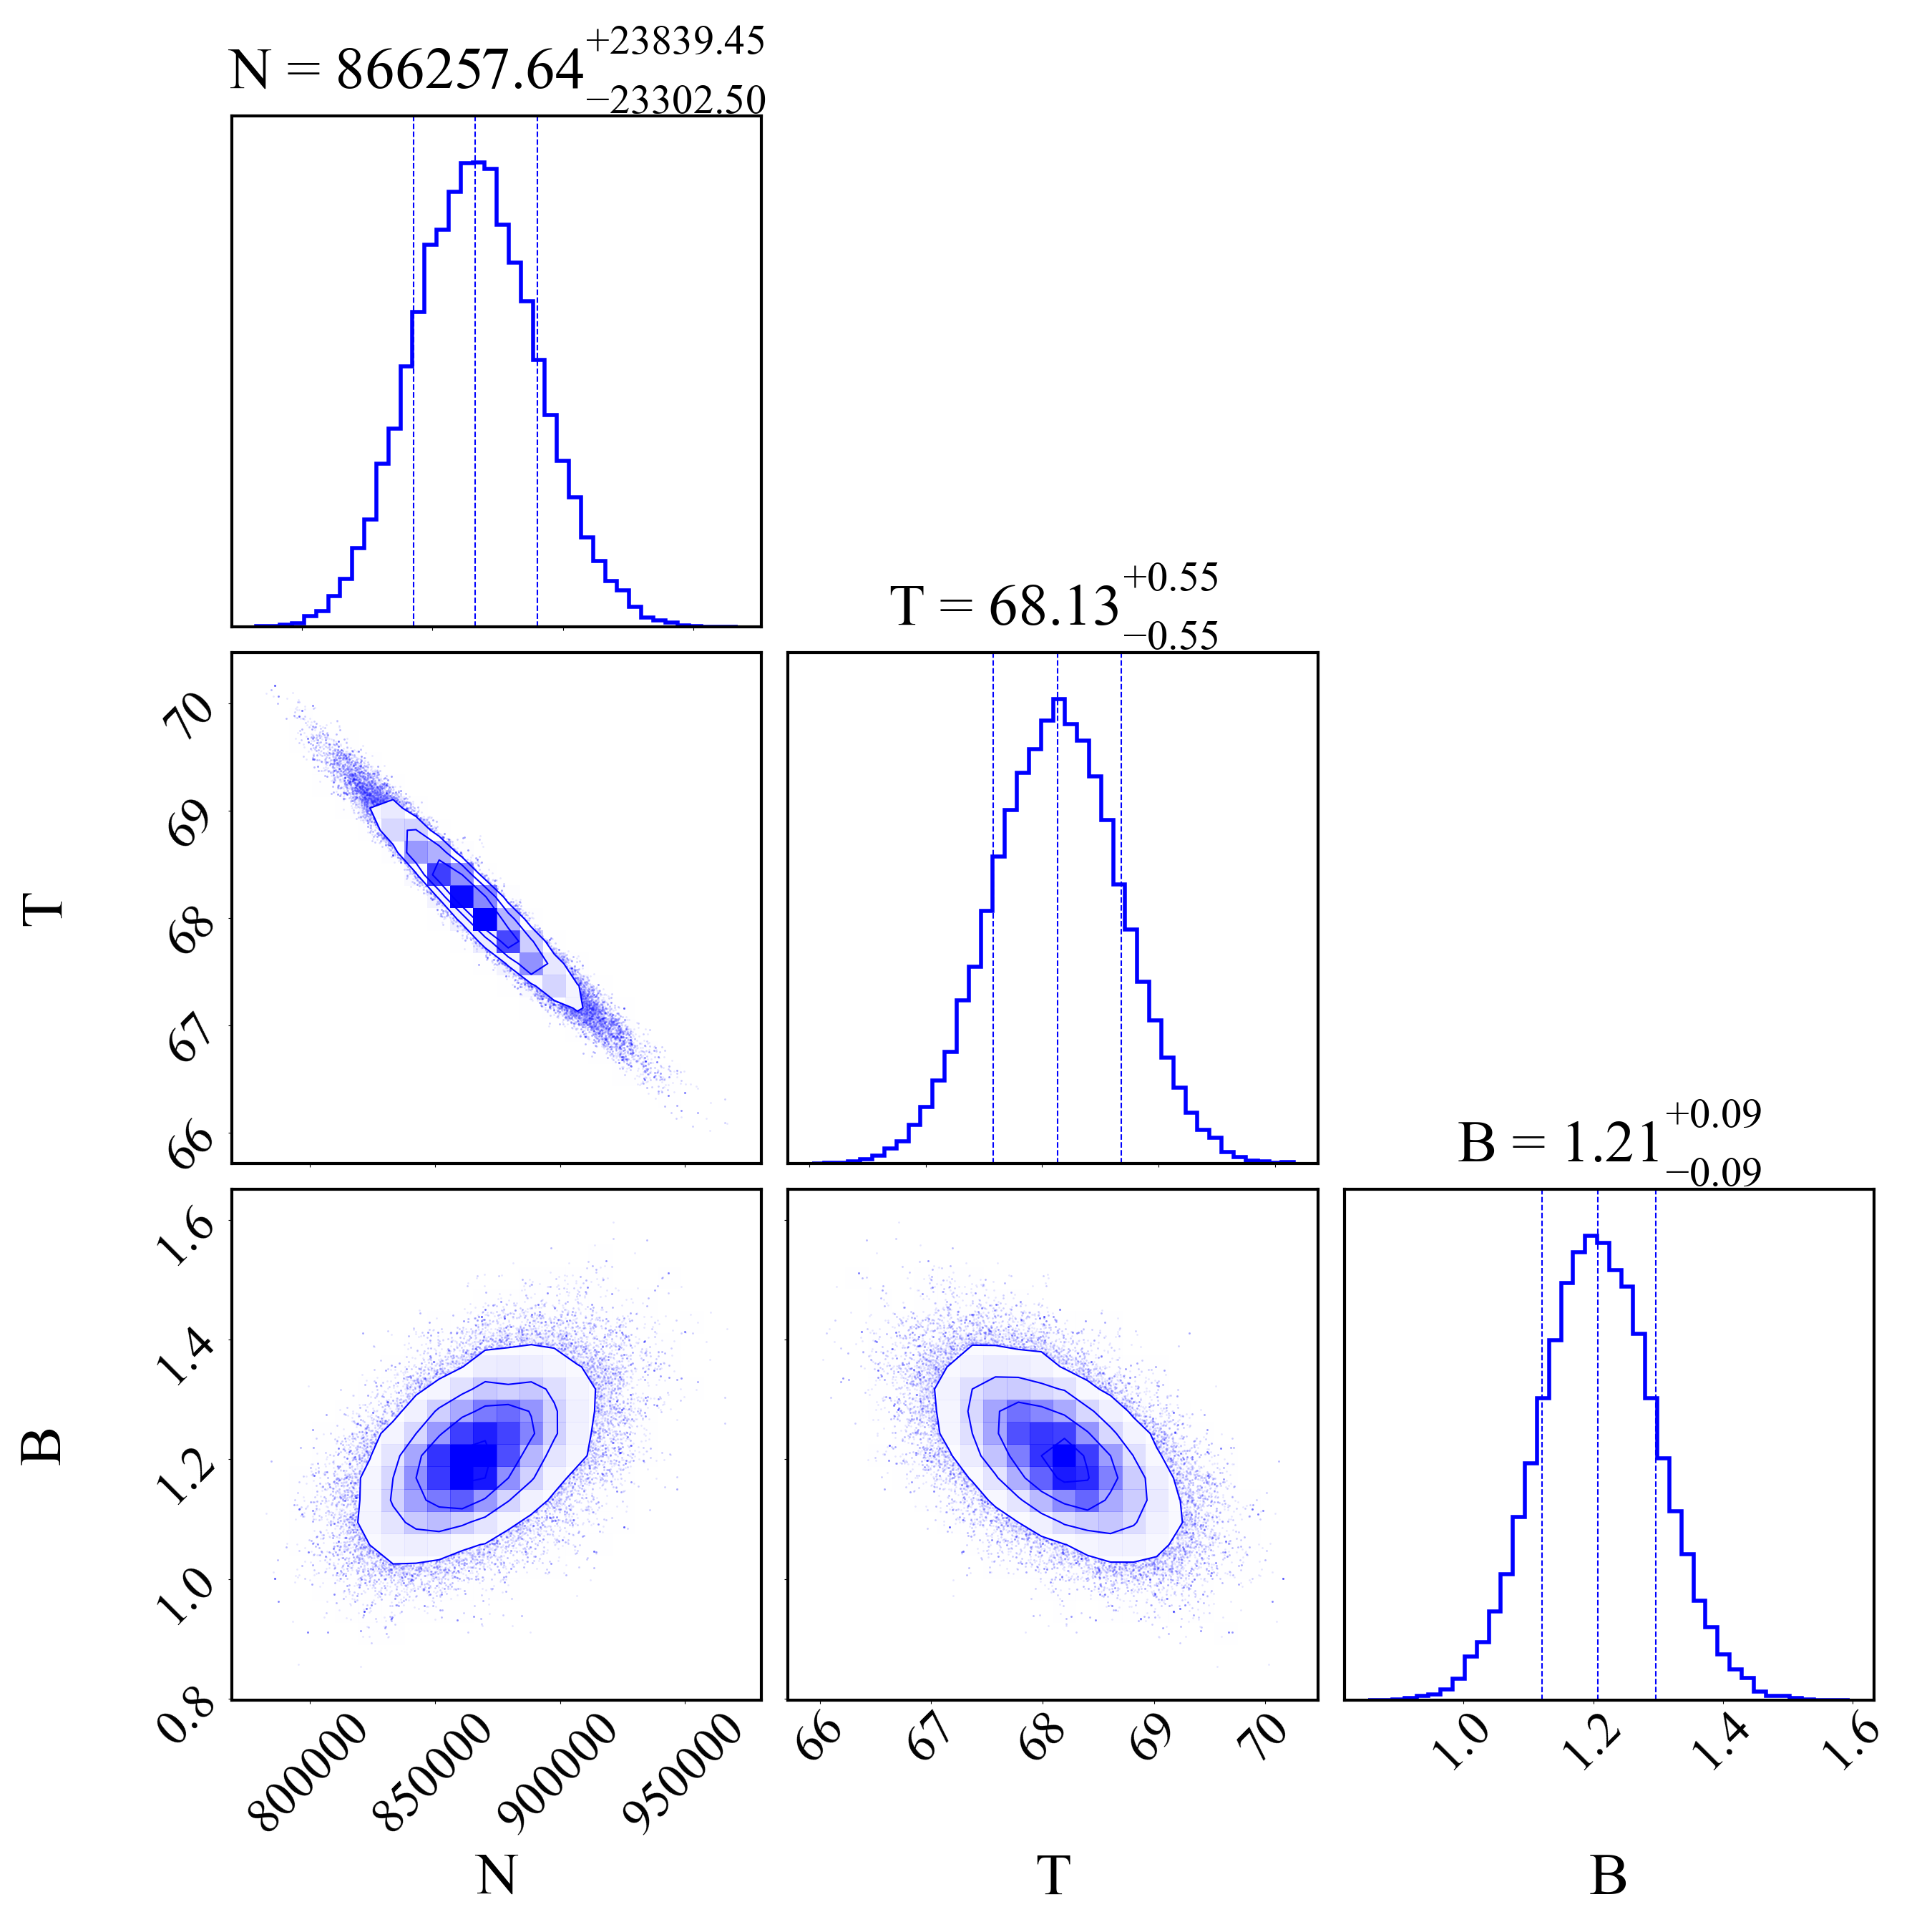 N = 866257.64 +23839.45 −23302.50
T = 68.13 +0.55 −0.55
70
69
68
67
66
T
B = 1.21 +0.09 −0.09
1.6
1.4
1.2
1.0
0.8
B
800000 850000 900000 950000
66 67 68 69 70
1.0 1.2 1.4 1.6
N
T
B